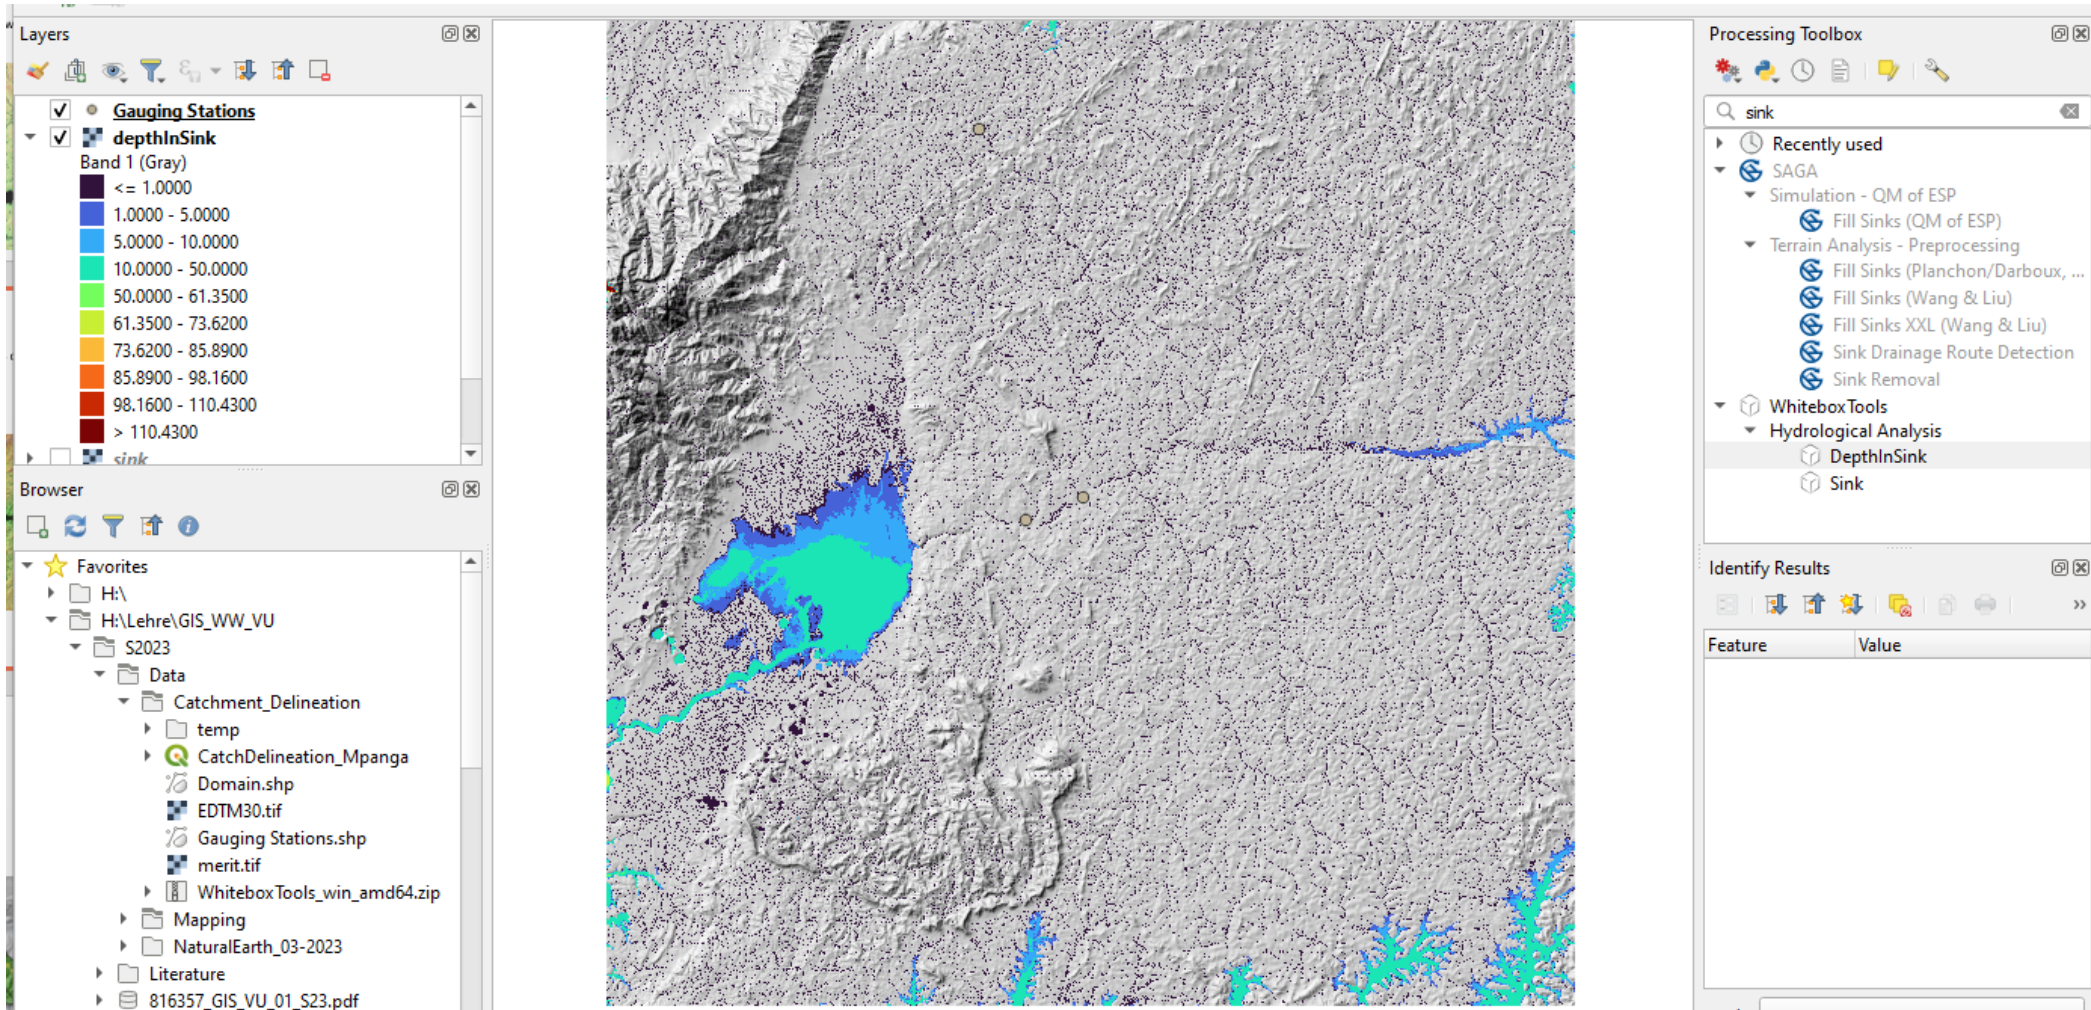 Layers
Gauging Stations
depthInSink
Band 1 (Gray)
<= 1.0000
1.0000 - 5.0000
5.0000 - 10.0000
10.0000 - 50.0000
50.0000 - 61.3500
61.3500 - 73.6200
73.6200 - 85.8900
85.8900 - 98.1600
98.1600 - 110.4300
> 110.4300
sink
Browser
Favorites
H:\
H:\Lehre\GIS_WW_VU
S2023
Data
Catchment_Delineation
temp
CatchDelineation_Mpanga
Domain.shp
EDTM30.tif
Gauging Stations.shp
merit.tif
WhiteboxTools_win_amd64.zip
Mapping
NaturalEarth_03-2023
Literature
816357_GIS_VU_01_S23.pdf
Processing Toolbox
sink
Recently used
SAGA
Simulation - QM of ESP
Fill Sinks (QM of ESP)
Terrain Analysis - Preprocessing
Fill Sinks (Planchon/Darboux, ...
Fill Sinks (Wang & Liu)
Fill Sinks XXL (Wang & Liu)
Sink Drainage Route Detection
Sink Removal
WhiteboxTools
Hydrological Analysis
DepthInSink
Sink
Identify Results
»
Feature Value